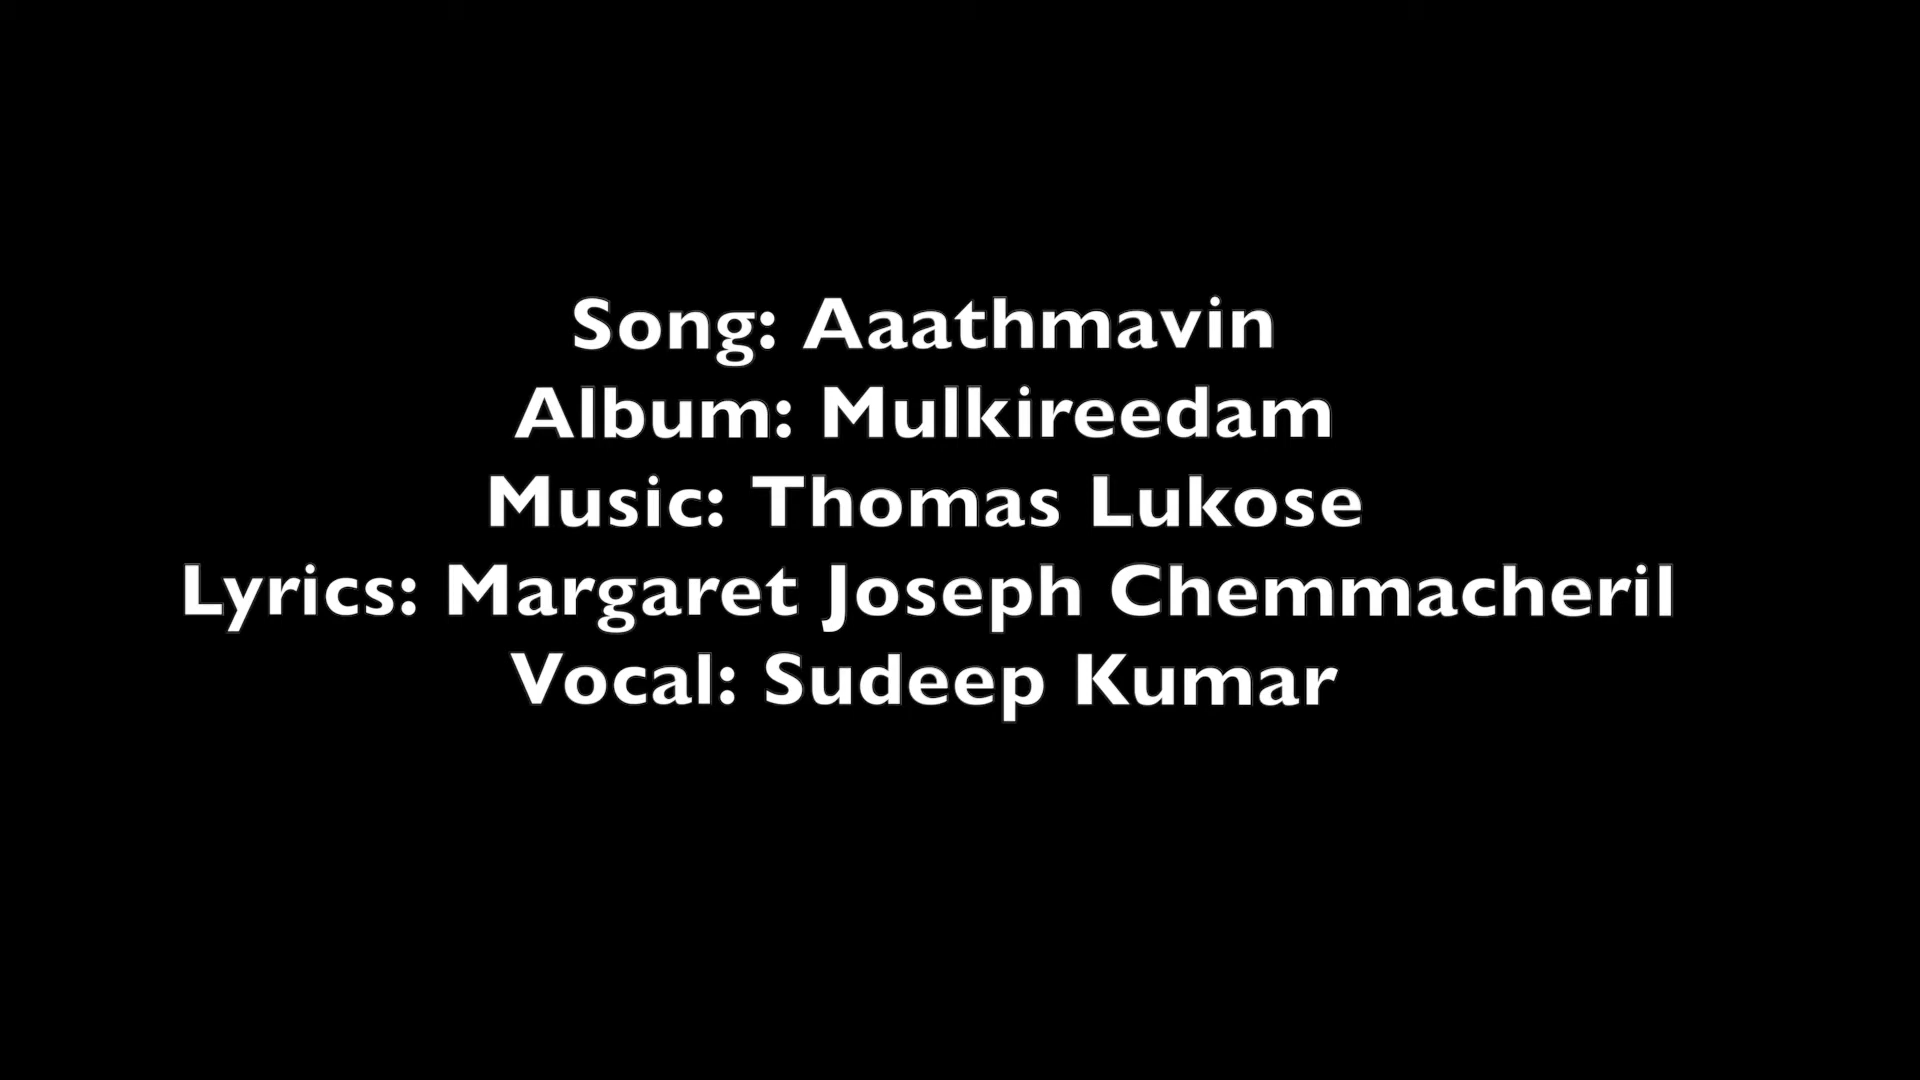 Song: Aaathmavin
Album: Mulkireedam
Music: Thomas Lukose
Lyrics: Margaret Joseph Chemmacheril
Vocal: Sudeep Kumar